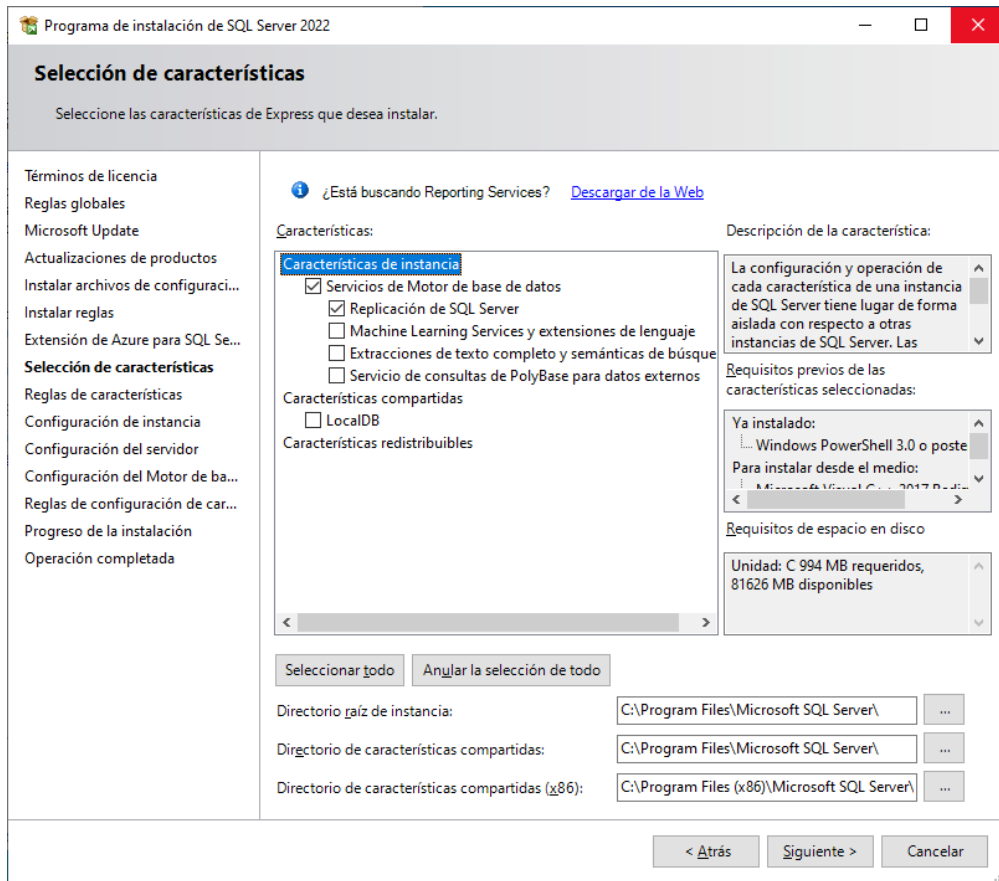 Programa de instalación de SQL Server 2022
Selección de características
Seleccione las características de Express que desea instalar.
Términos de licencia
Reglas globales
Microsoft Update
Actualizaciones de productos
Instalar archivos de configuraci...
Instalar reglas
Extensión de Azure para SQL Se...
Selección de características
Reglas de características
Configuración de instancia
Configuración del servidor
Configuración del Motor de ba...
Reglas de configuración de car...
Progreso de la instalación
Operación completada
¿Está buscando Reporting Services? Descargar de la Web
Características:
Características de instancia
Servicios de Motor de base de datos
Replicación de SQL Server
Machine Learning Services y extensiones de lenguaje
Extracciones de texto completo y semánticas de búsque
Servicio de consultas de PolyBase para datos externos
Características compartidas
LocalDB
Características redistribuibles
Descripción de la característica:
La configuración y operación de
cada característica de una instancia
de SQL Server tiene lugar de forma
aislada con respecto a otras
instancias de SQL Server. Las
Requisitos previos de las
características seleccionadas:
Ya instalado:
Windows PowerShell 3.0 o poste
Para instalar desde el medio:
Microsoft Visual C++ 2017 Redis
Requisitos de espacio en disco
Unidad: C 994 MB requeridos,
81626 MB disponibles
Seleccionar todo
Anular la selección de todo
Directorio raíz de instancia: C:\Program Files\Microsoft SQL Server\ ...
Directorio de características compartidas: C:\Program Files\Microsoft SQL Server\ ...
Directorio de características compartidas (x86): C:\Program Files (x86)\Microsoft SQL Server\ ...
< Atrás
Siguiente >
Cancelar